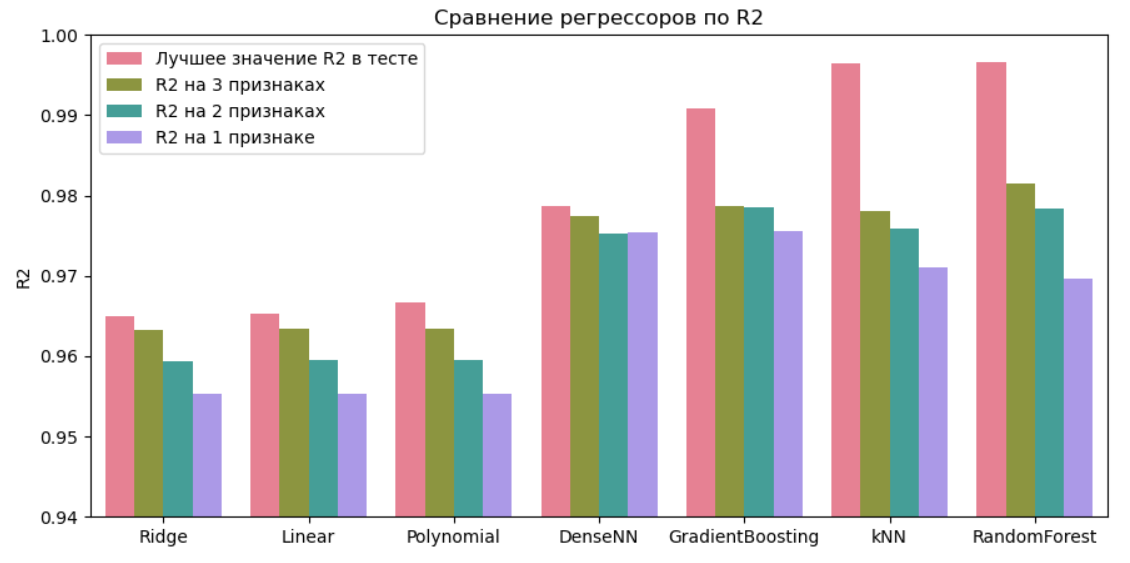 Сравнение регрессоров по R2
Лучшее значение R2 в тесте
R2 на 3 признаках
R2 на 2 признаках
R2 на 1 признаке
R2
1.00
0.99
0.98
0.97
0.96
0.95
0.94
Ridge
Linear
Polynomial
DenseNN
GradientBoosting
kNN
RandomForest